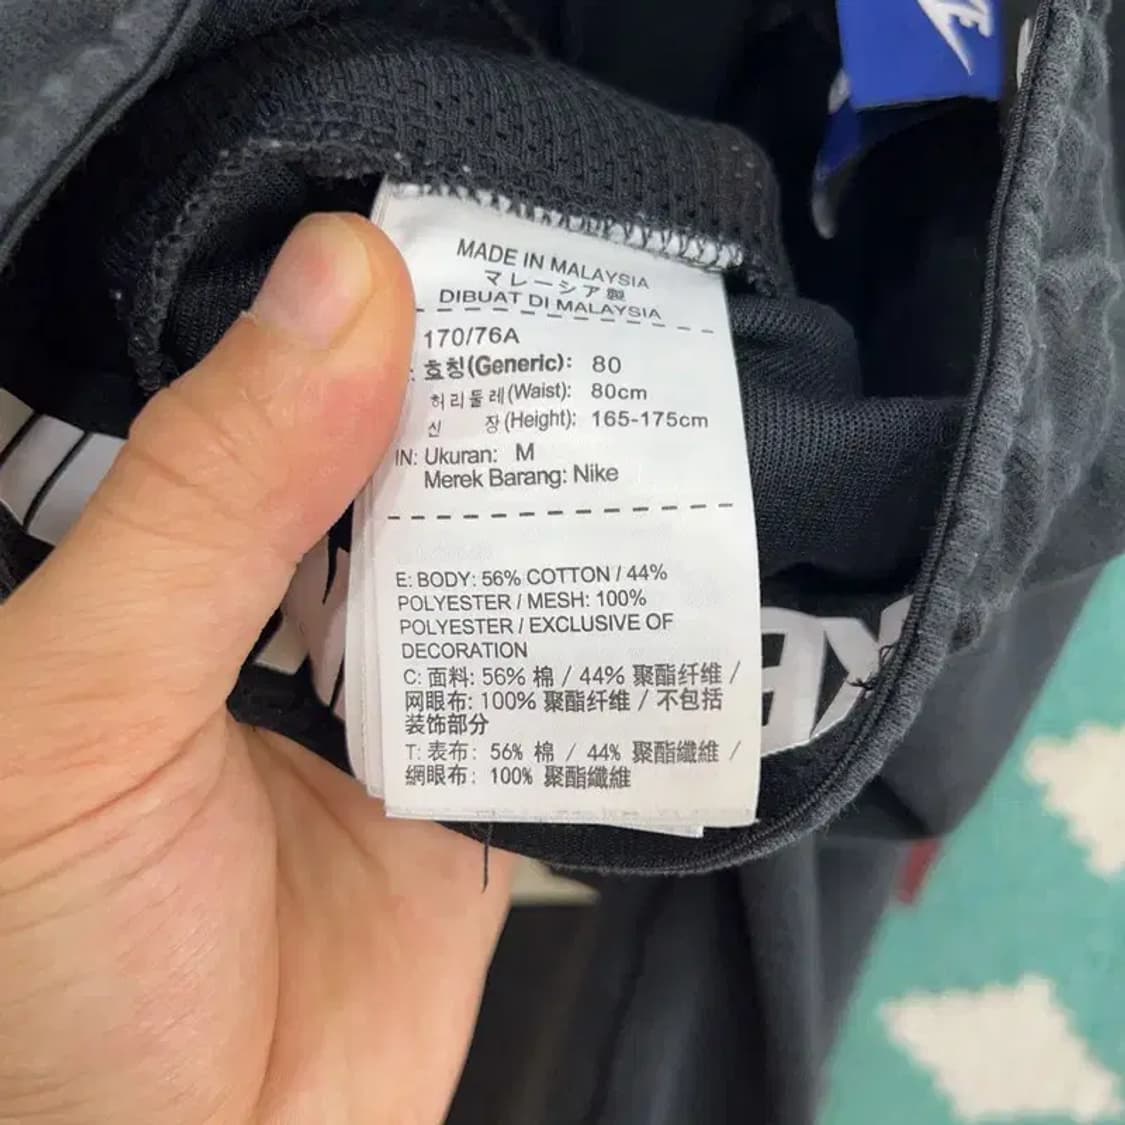 MADE IN MALAYSIA
マレーシア製
DIBUAT DI MALAYSIA
170/76A
: 호칭(Generic): 80
허리둘레(Waist): 80cm
신 장(Height): 165-175cm
IN: Ukuran: M
Merek Barang: Nike
E: BODY: 56% COTTON / 44%
POLYESTER / MESH: 100%
POLYESTER / EXCLUSIVE OF
DECORATION
C: 面料: 56% 棉 / 44% 聚酯纤维 /
网眼布: 100% 聚酯纤维 / 不包括
装饰部分
T: 表布: 56% 棉 / 44% 聚酯纖維 /
網眼布: 100% 聚酯纖維